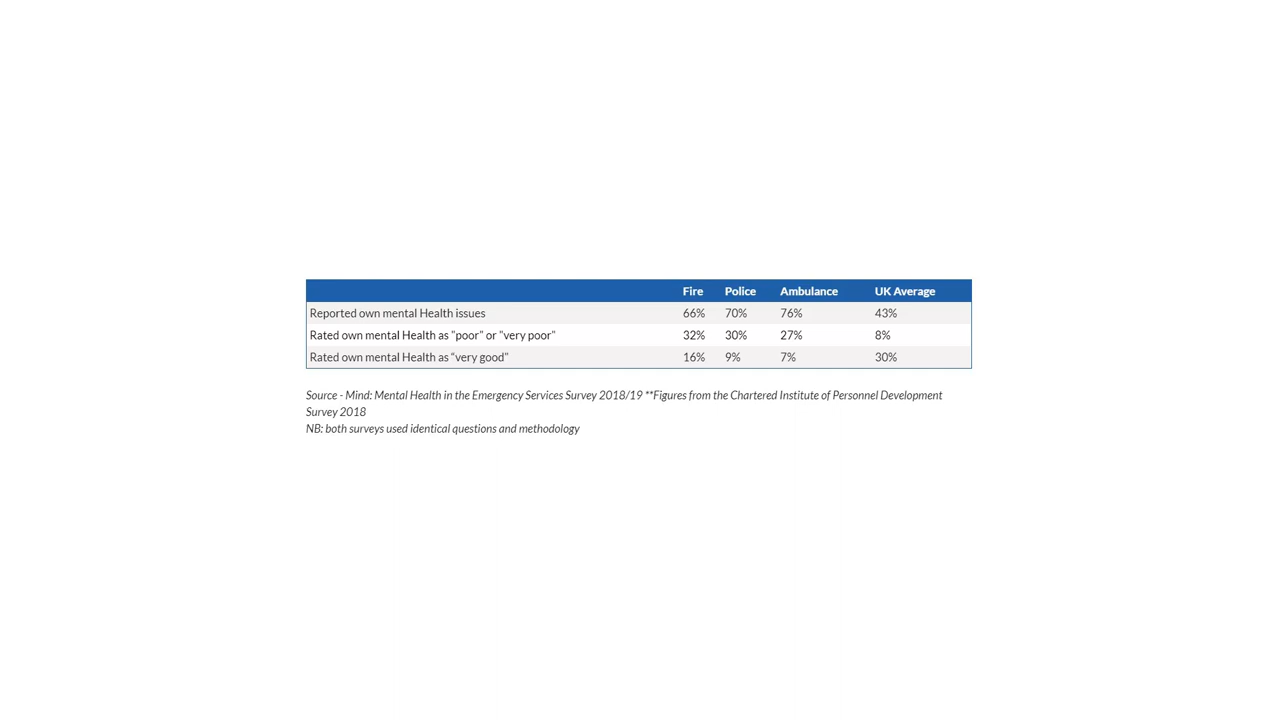 Fire Police Ambulance UK Average
Reported own mental Health issues 66% 70% 76% 43%
Rated own mental Health as "poor" or "very poor" 32% 30% 27% 8%
Rated own mental Health as “very good” 16% 9% 7% 30%
Source - Mind: Mental Health in the Emergency Services Survey 2018/19 **Figures from the Chartered Institute of Personnel Development
Survey 2018
NB: both surveys used identical questions and methodology